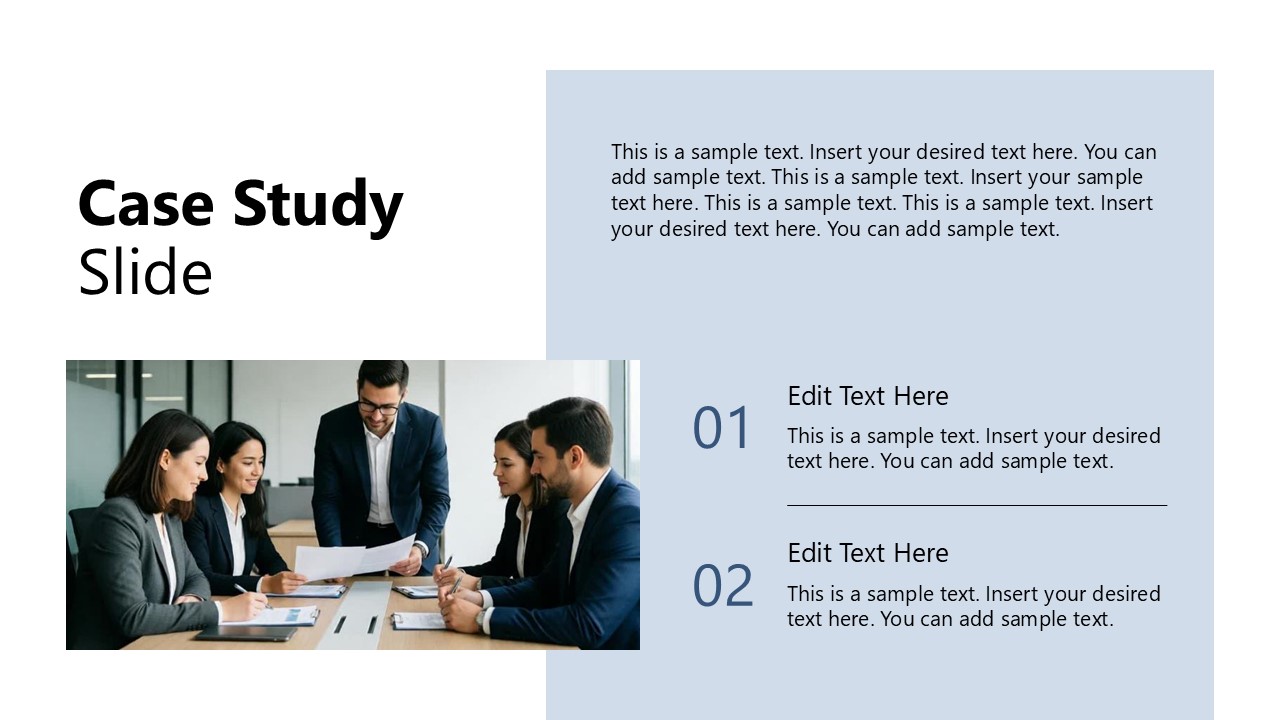 Case Study
Slide
This is a sample text. Insert your desired text here. You can
add sample text. This is a sample text. Insert your sample
text here. This is a sample text. This is a sample text. Insert
your desired text here. You can add sample text.
01
Edit Text Here
This is a sample text. Insert your desired
text here. You can add sample text.
02
Edit Text Here
This is a sample text. Insert your desired
text here. You can add sample text.